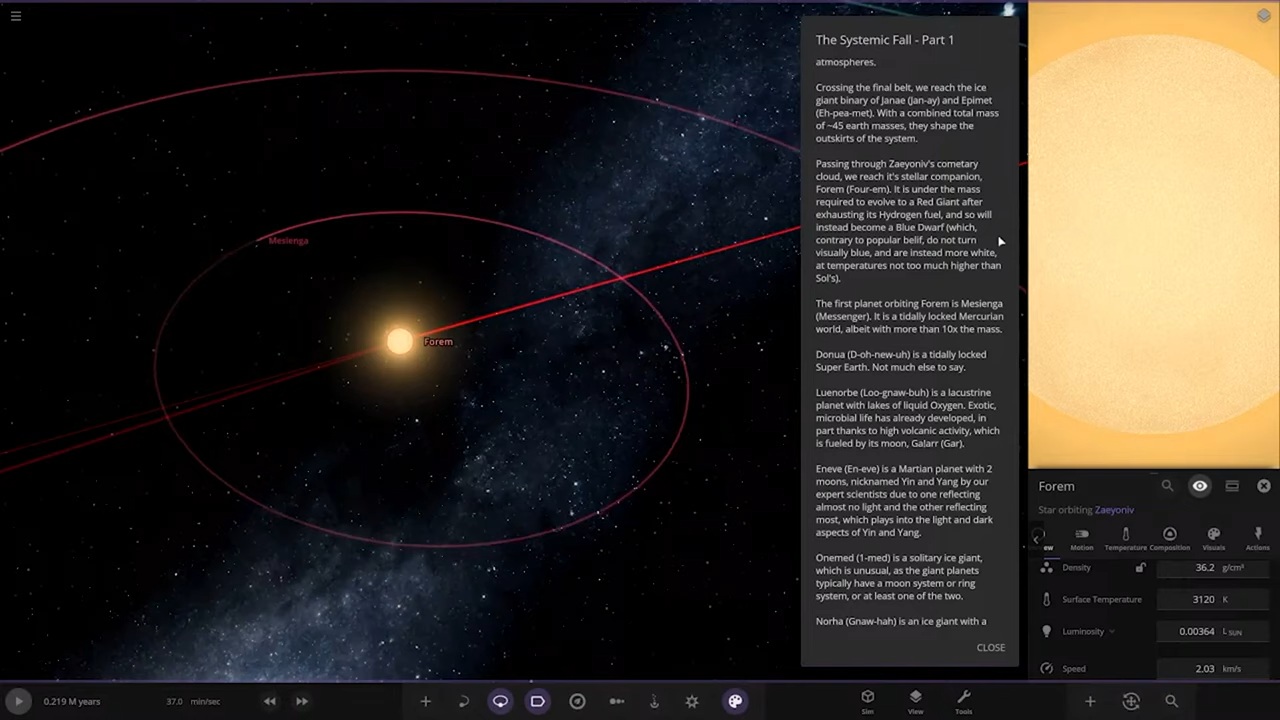 The Systemic Fall - Part 1
atmospheres.
Crossing the final belt, we reach the ice
giant binary of Janae (Jan-ay) and Epimet
(Eh-pea-met). With a combined total mass
of ~45 earth masses, they shape the
outskirts of the system.
Passing through Zaeyoniv's cometary
cloud, we reach it's stellar companion,
Forem (Four-em). It is under the mass
required to evolve to a Red Giant after
exhausting its Hydrogen fuel, and so will
instead become a Blue Dwarf (which,
contrary to popular belif, do not turn
visually blue, and are instead more white,
at temperatures not too much higher than
Sol's).
The first planet orbiting Forem is Mesienga
(Messenger). It is a tidally locked Mercurian
world, albeit with more than 10x the mass.
Donua (D-oh-new-uh) is a tidally locked
Super Earth. Not much else to say.
Luenorbe (Loo-gnaw-buh) is a lacustrine
planet with lakes of liquid Oxygen. Exotic,
microbial life has already developed, in
part thanks to high volcanic activity, which
is fueled by its moon, Galarr (Gar).
Eneve (En-eve) is a Martian planet with 2
moons, nicknamed Yin and Yang by our
expert scientists due to one reflecting
almost no light and the other reflecting
most, which plays into the light and dark
aspects of Yin and Yang.
Onemed (1-med) is a solitary ice giant,
which is unusual, as the giant planets
typically have a moon system or ring
system, or at least one of the two.
Norha (Gnaw-hah) is an ice giant with a
CLOSE
Mesienga
Forem
Forem
Star orbiting Zaeyoniv
Motion Temperature Composition Visuals Actions
Density 36.2 g/cm³
Surface Temperature 3120 K
Luminosity 0.00364 L SUN
Speed 2.03 km/s
0.219 M years 37.0 min/sec
Sim View Tools